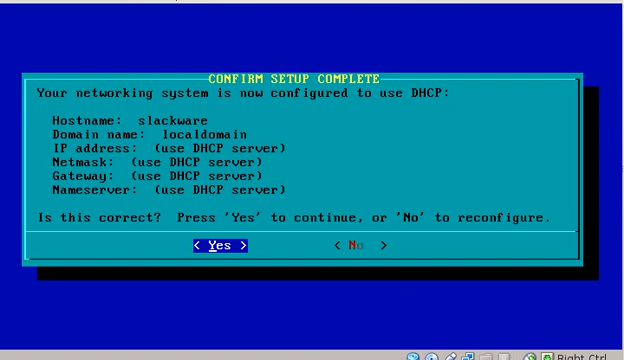 CONFIRM SETUP COMPLETE
Your networking system is now configured to use DHCP:
Hostname: slackware
Domain name: localdomain
IP address: (use DHCP server)
Netmask: (use DHCP server)
Gateway: (use DHCP server)
Nameserver: (use DHCP server)
Is this correct? Press 'Yes' to continue, or 'No' to reconfigure.
< Yes > < No >
Right Ctrl